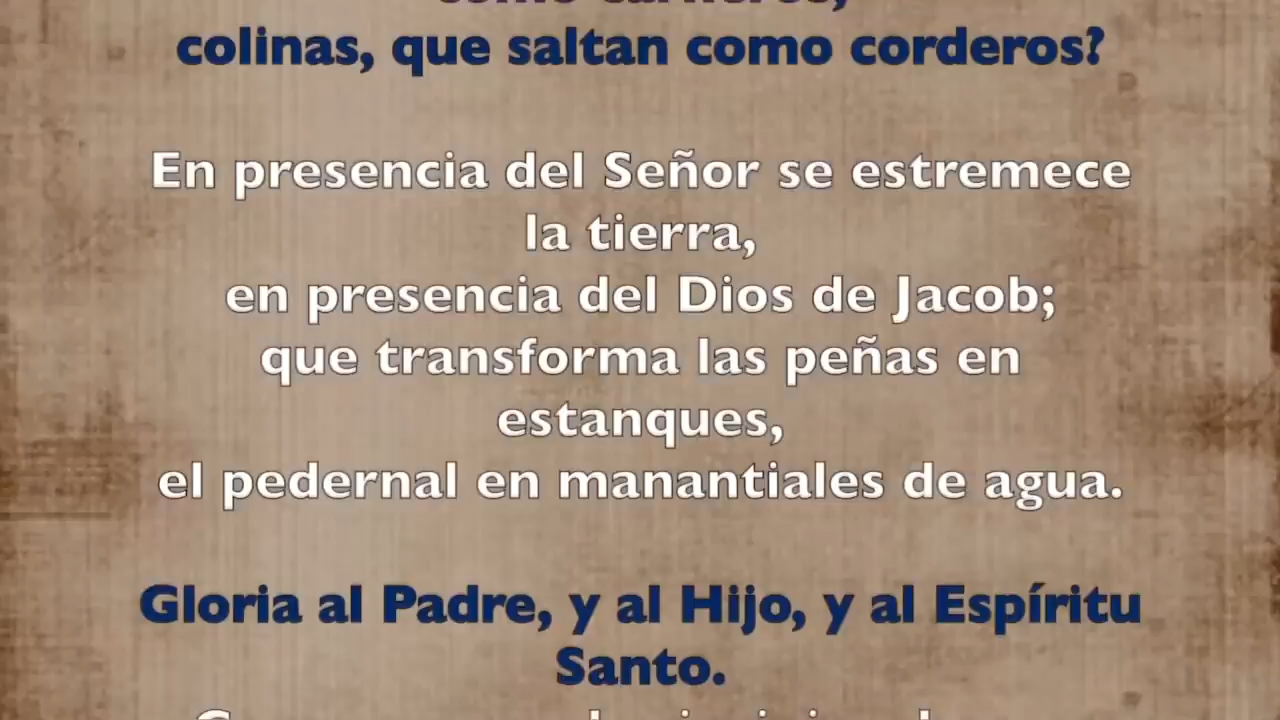 como carneros,
colinas, que saltan como corderos?
En presencia del Señor se estremece
la tierra,
en presencia del Dios de Jacob;
que transforma las peñas en
estanques,
el pedernal en manantiales de agua.
Gloria al Padre, y al Hijo, y al Espíritu
Santo.